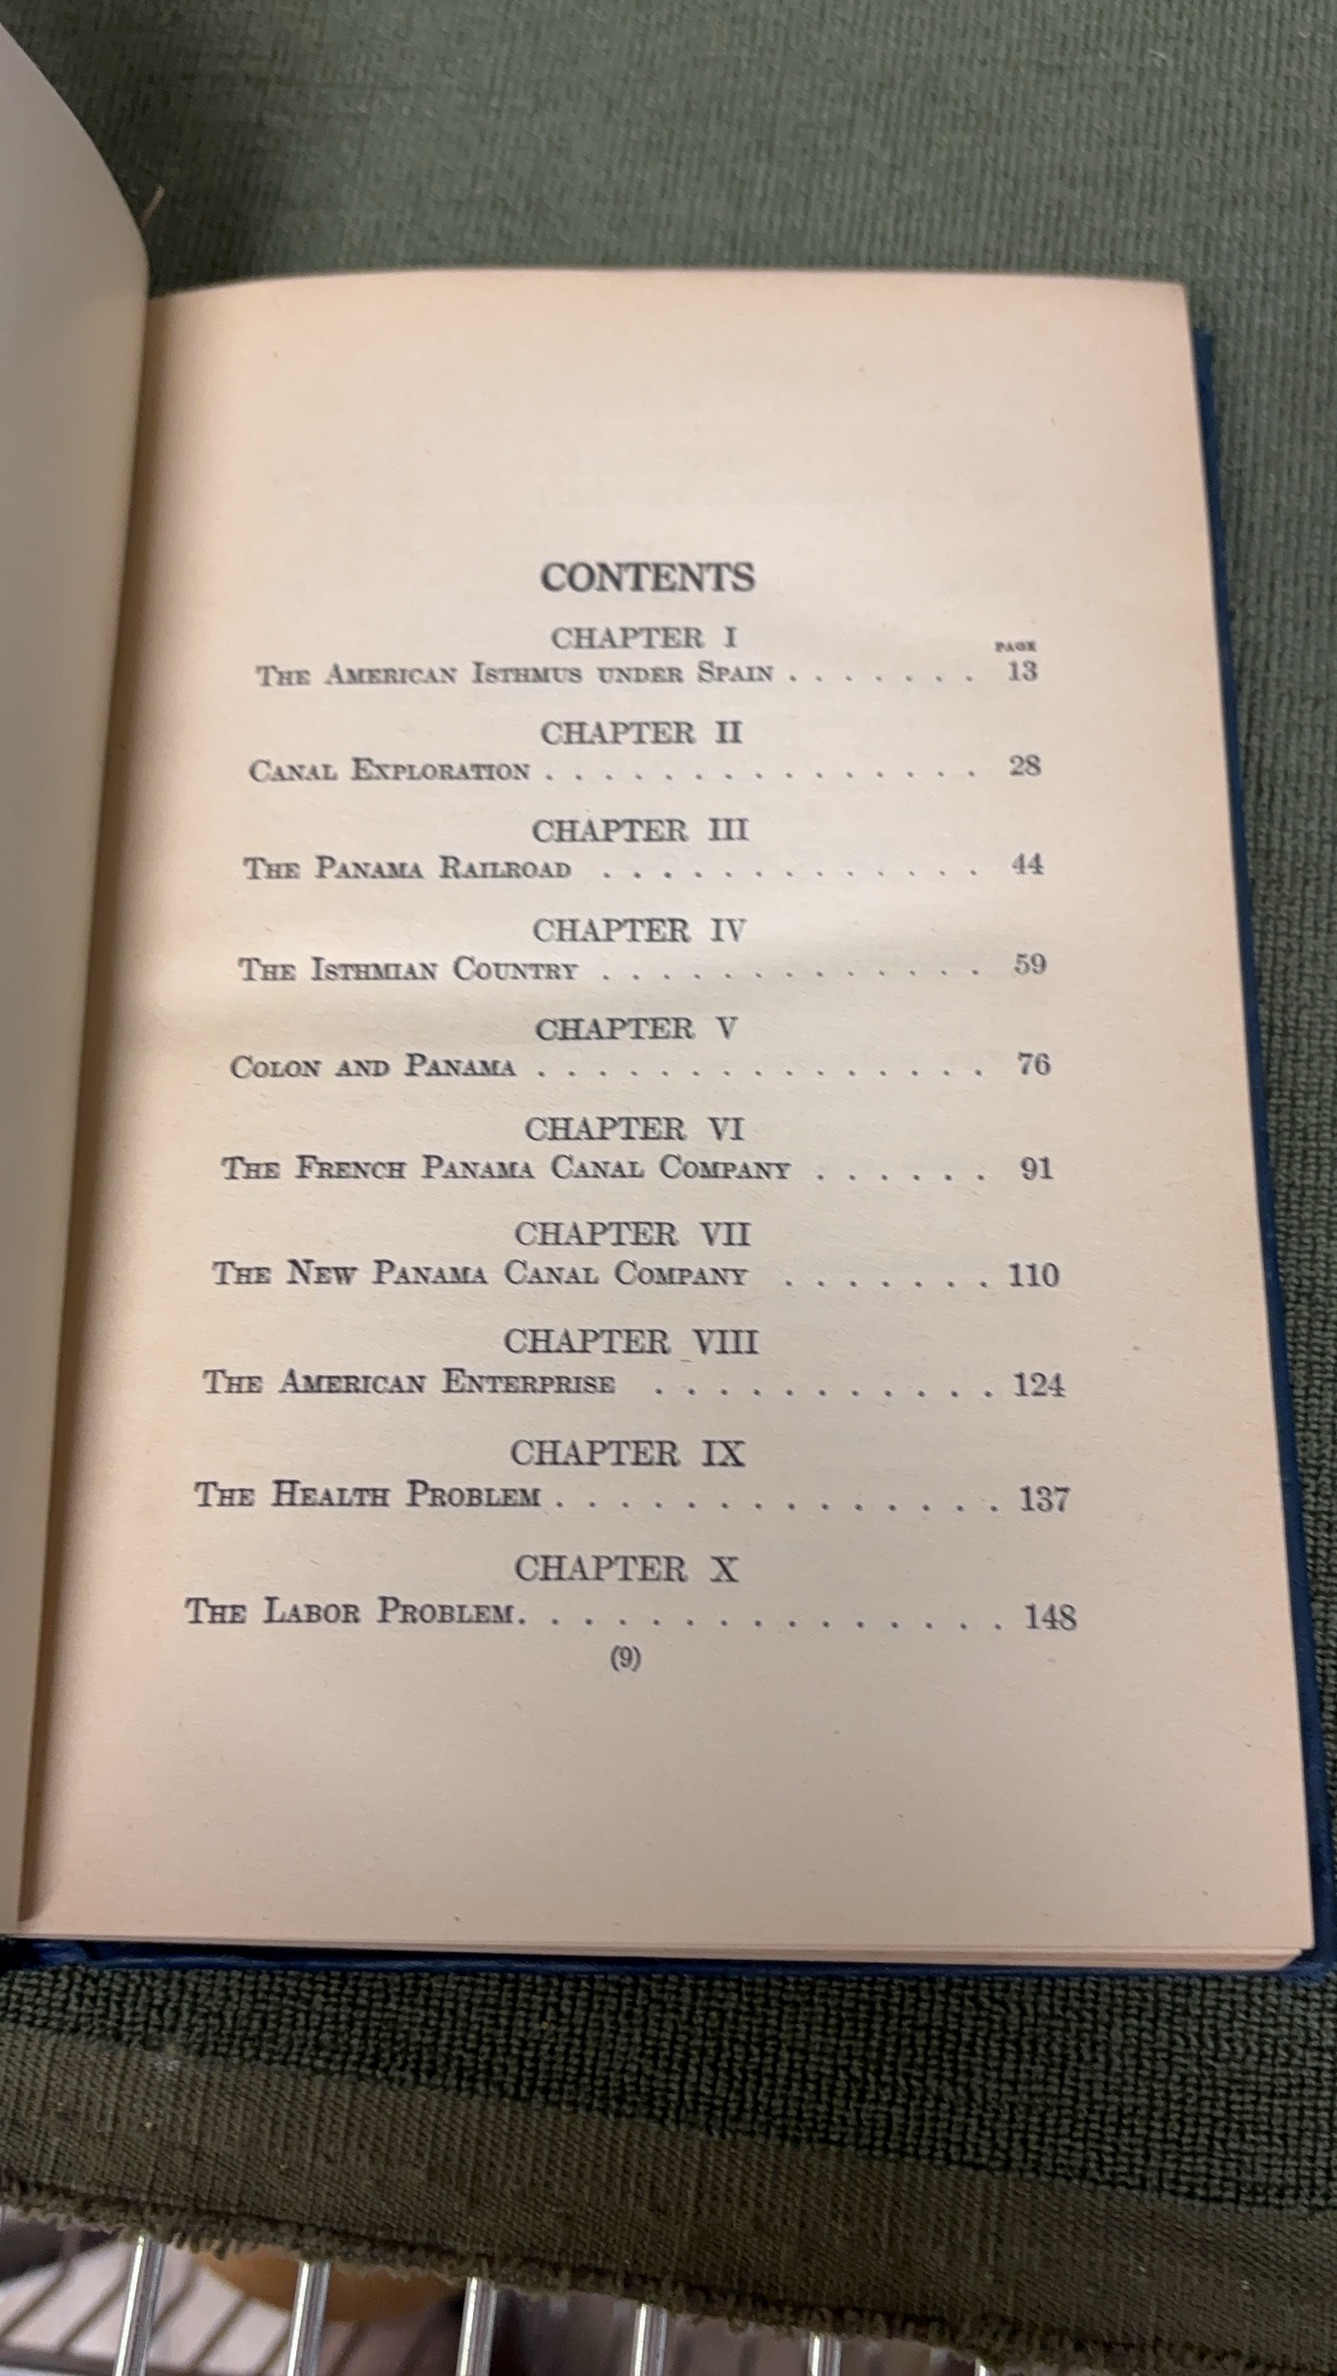 CONTENTS
CHAPTER I
PAGE
The American Isthmus under Spain . . . . . . . 13
CHAPTER II
Canal Exploration . . . . . . . . . . . . . . . 28
CHAPTER III
The Panama Railroad . . . . . . . . . . . . . 44
CHAPTER IV
The Isthmian Country . . . . . . . . . . . . . 59
CHAPTER V
Colon and Panama . . . . . . . . . . . . . . . 76
CHAPTER VI
The French Panama Canal Company . . . . . . 91
CHAPTER VII
The New Panama Canal Company . . . . . . . 110
CHAPTER VIII
The American Enterprise . . . . . . . . . . . 124
CHAPTER IX
The Health Problem . . . . . . . . . . . . . . 137
CHAPTER X
The Labor Problem. . . . . . . . . . . . . . . 148
(9)